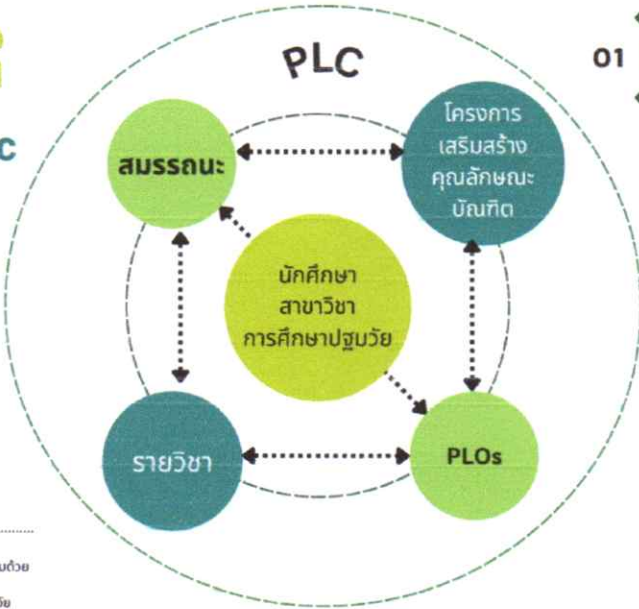 PLC
01
C
สมรรถนะ
โครงการ
เสริมสร้าง
คุณลักษณะ
บัณฑิต
นักศึกษา
สาขาวิชา
การศึกษาปฐมวัย
รายวิชา
PLOs